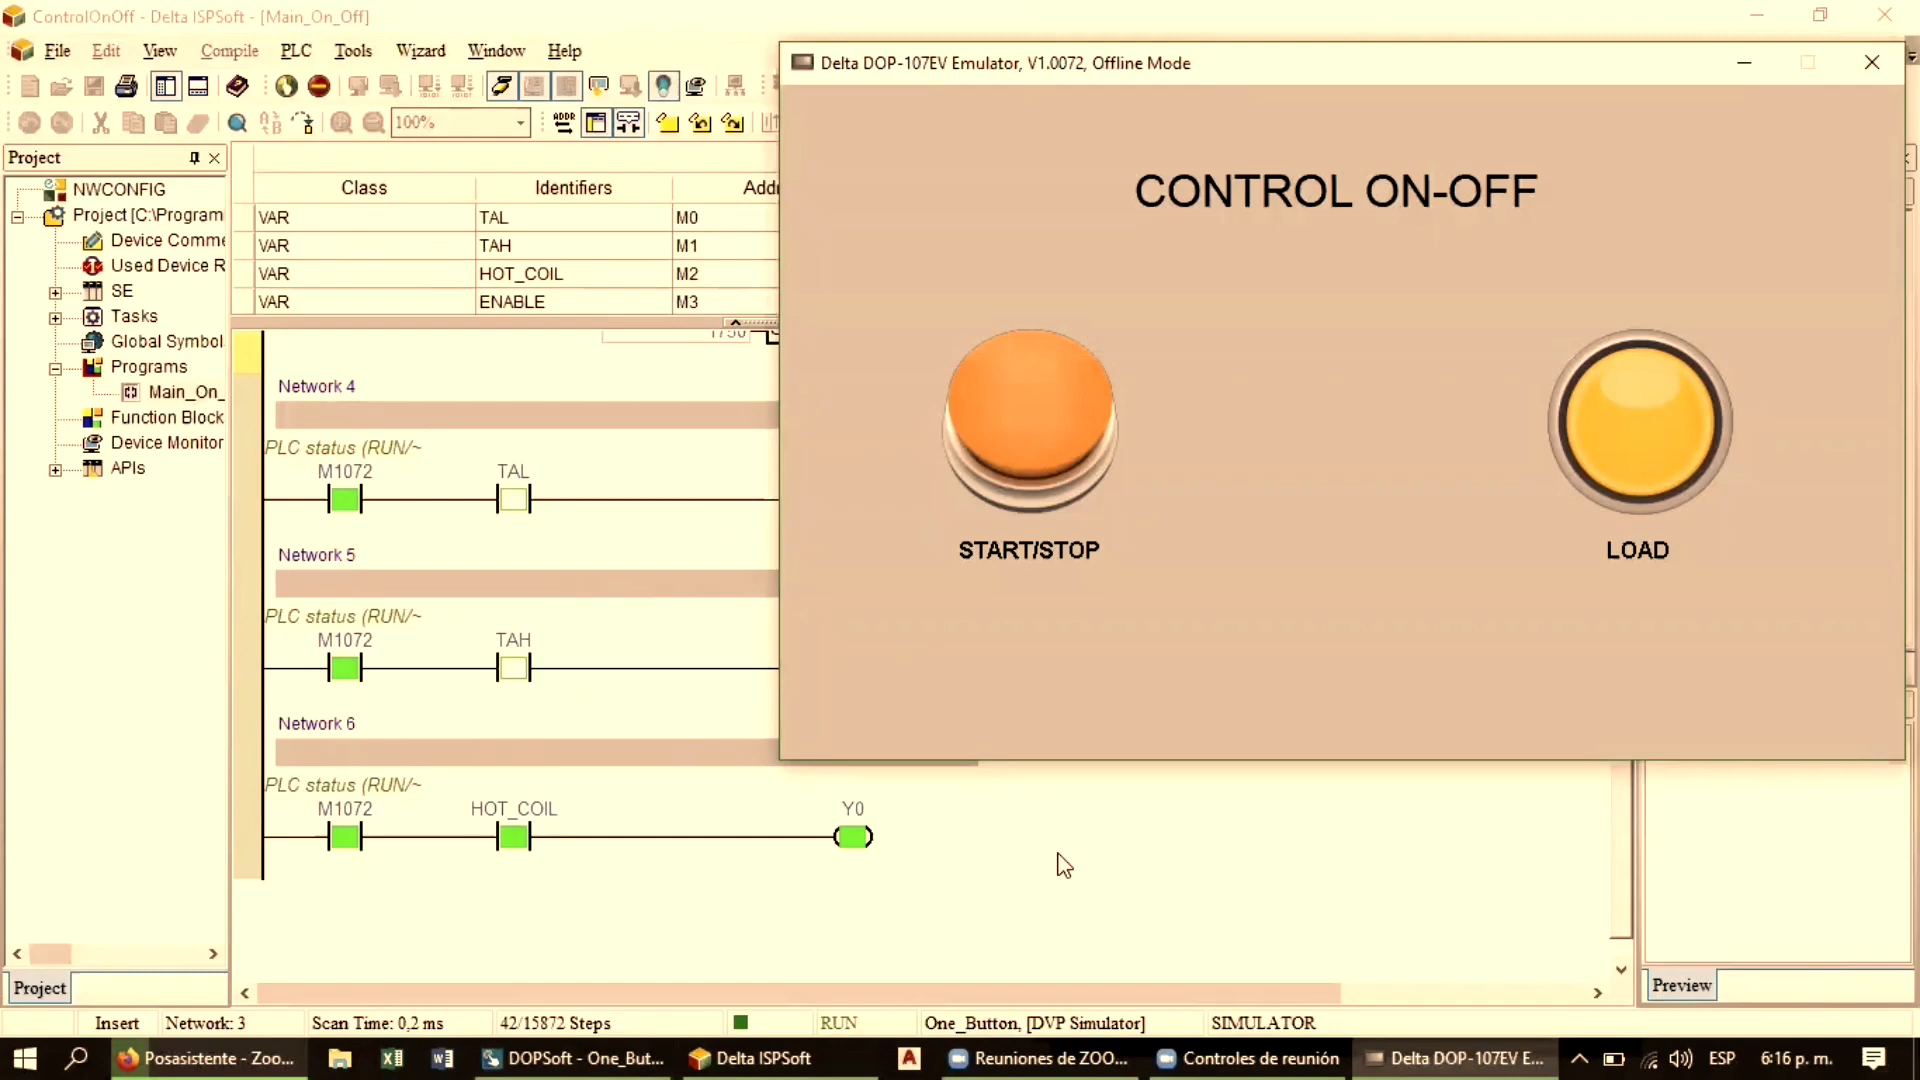 ControlOnOff - Delta ISPSoft - [Main_On_Off]
File Edit View Compile PLC Tools Wizard Window Help
Delta DOP-107EV Emulator, V1.0072, Offline Mode
100%
ADDR
Project
NWCONFIG
Project [C:\Program
Device Comme
Used Device R
SE
Tasks
Global Symbol
Programs
Main_On_
Function Block
Device Monitor
APIs
Class Identifiers Addr
VAR TAL M0
VAR TAH M1
VAR HOT_COIL M2
VAR ENABLE M3
1750
Network 4
PLC status (RUN/~
M1072 TAL
Network 5
PLC status (RUN/~
M1072 TAH
Network 6
PLC status (RUN/~
M1072 HOT_COIL Y0
CONTROL ON-OFF
START/STOP
LOAD
Project
Preview
Insert Network: 3 Scan Time: 0,2 ms 42/15872 Steps RUN One_Button, [DVP Simulator] SIMULATOR
Posasistente - Zoo... DOPSoft - One_But... Delta ISPSoft Reuniones de ZOO... Controles de reunión Delta DOP-107EV E... ESP 6:16 p. m.